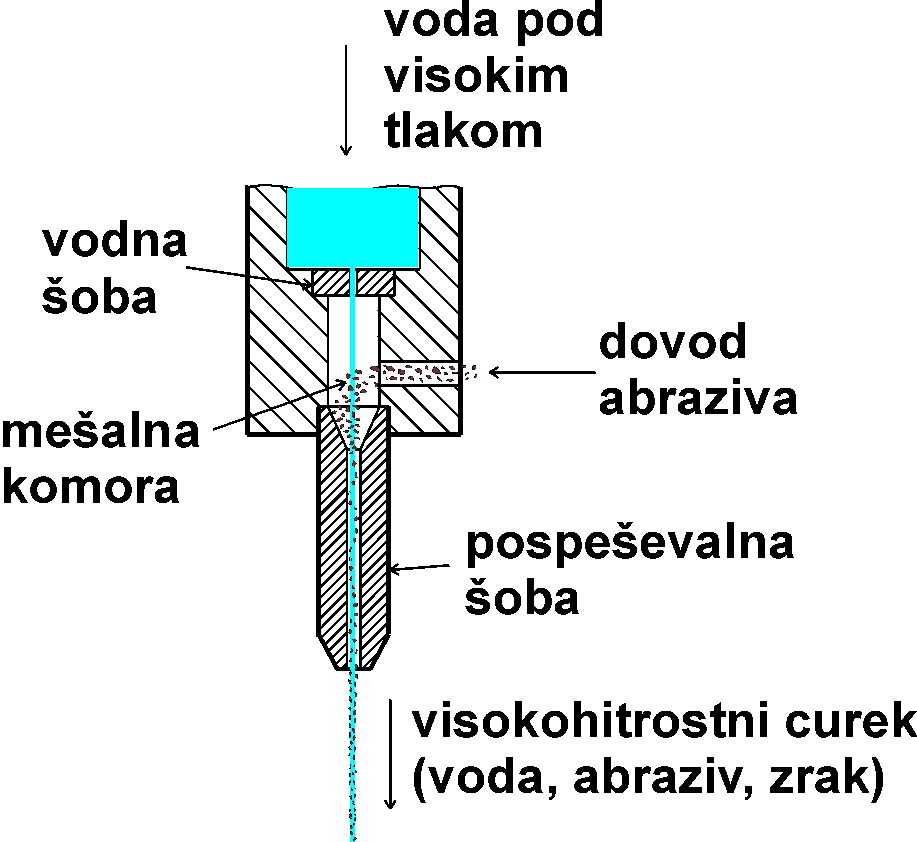 voda pod
visokim
tlakom
vodna
šoba
dovod
abraziva
mešalna
komora
pospeševalna
šoba
visokohitrostni curek
(voda, abraziv, zrak)